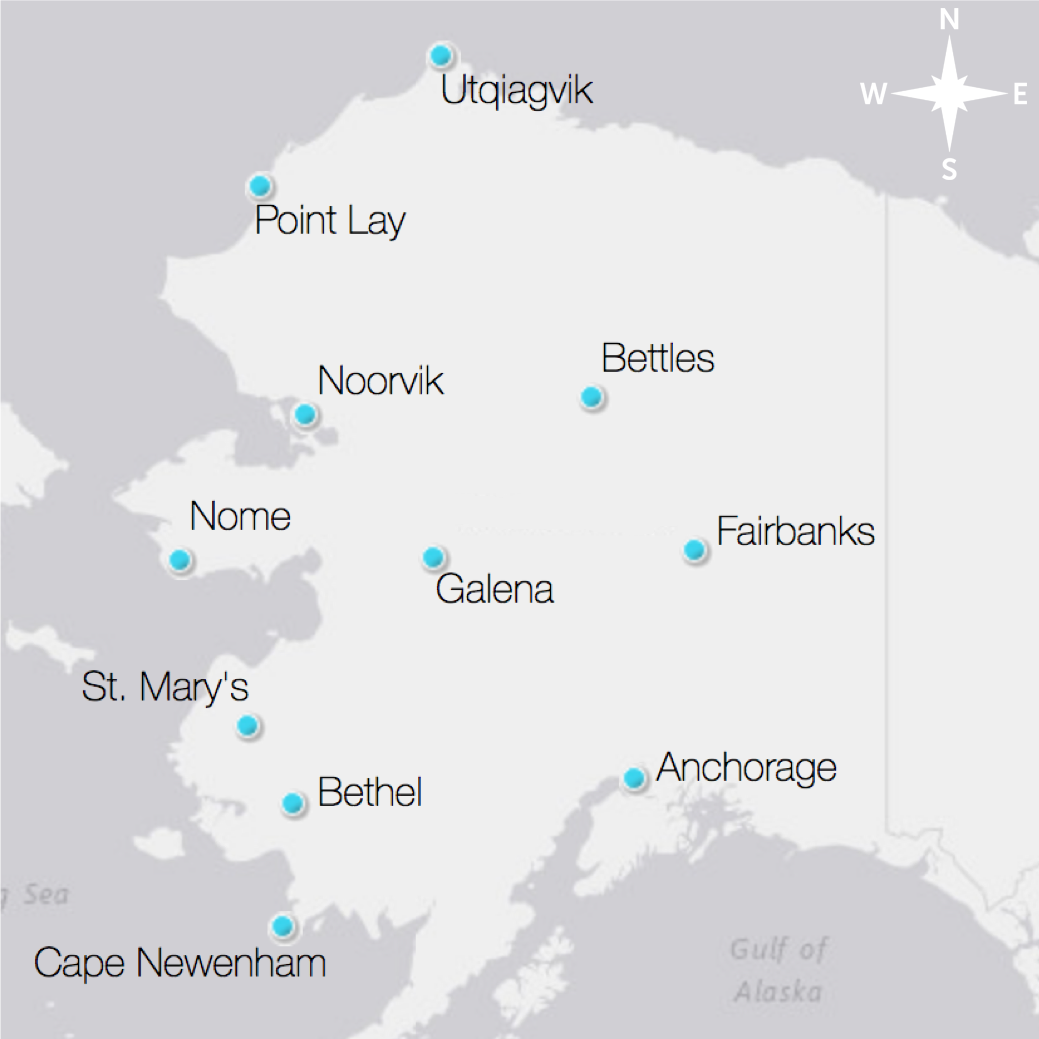 N
Utqiagvik
W E
S
Point Lay
Bettles
Noorvik
Nome
Fairbanks
Galena
St. Mary's
Anchorage
Bethel
Sea
Gulf of
Alaska
Cape Newenham